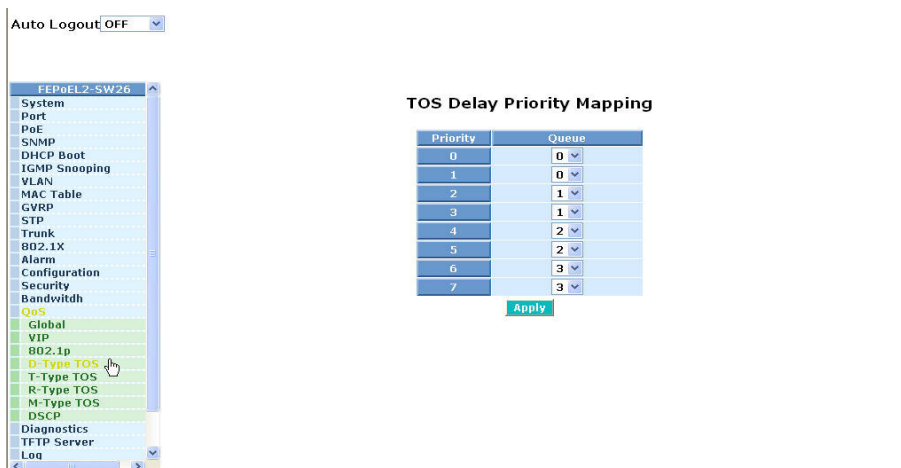 Auto Logout OFF
FEPoEL2-SW26
System
Port
PoE
SNMP
DHCP Boot
IGMP Snooping
VLAN
MAC Table
GVRP
STP
Trunk
802.1X
Alarm
Configuration
Security
Bandwitdh
QoS
Global
VIP
802.1p
D-Type TOS
T-Type TOS
R-Type TOS
M-Type TOS
DSCP
Diagnostics
TFTP Server
Log
TOS Delay Priority Mapping
Priority Queue
0 0
1 0
2 1
3 1
4 2
5 2
6 3
7 3
Apply